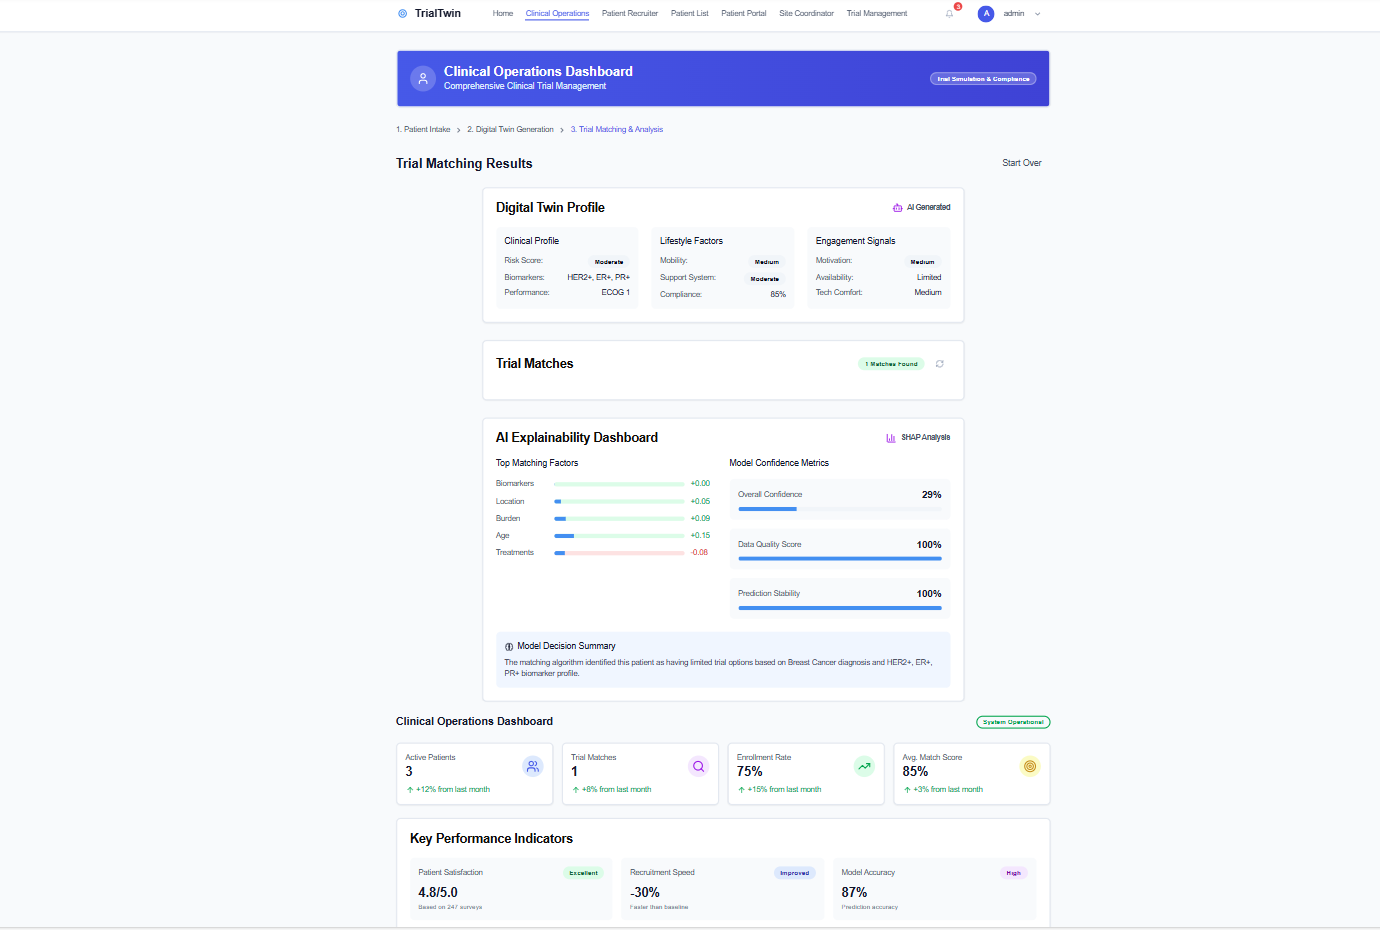 TrialTwin Home Clinical Operations Patient Recruiter Patient List Patient Portal Site Coordinator Trial Management 3 A admin
Clinical Operations Dashboard
Comprehensive Clinical Trial Management
Trial Simulation & Compliance
1. Patient Intake > 2. Digital Twin Generation > 3. Trial Matching & Analysis
Trial Matching Results
Start Over
Digital Twin Profile
AI Generated
Clinical Profile
Risk Score: Moderate
Biomarkers: HER2+, ER+, PR+
Performance: ECOG 1
Lifestyle Factors
Mobility: Medium
Support System: Moderate
Compliance: 85%
Engagement Signals
Motivation: Medium
Availability: Limited
Tech Comfort: Medium
Trial Matches
1 Matches Found
AI Explainability Dashboard
SHAP Analysis
Top Matching Factors
Biomarkers +0.00
Location +0.05
Burden +0.09
Age +0.15
Treatments -0.08
Model Confidence Metrics
Overall Confidence 29%
Data Quality Score 100%
Prediction Stability 100%
Model Decision Summary
The matching algorithm identified this patient as having limited trial options based on Breast Cancer diagnosis and HER2+, ER+,
PR+ biomarker profile.
Clinical Operations Dashboard
System Operational
Active Patients
3
+12% from last month
Trial Matches
1
+8% from last month
Enrollment Rate
75%
+15% from last month
Avg. Match Score
85%
+3% from last month
Key Performance Indicators
Patient Satisfaction Excellent
4.8/5.0
Based on 247 surveys
Recruitment Speed Improved
-30%
Faster than baseline
Model Accuracy High
87%
Prediction accuracy